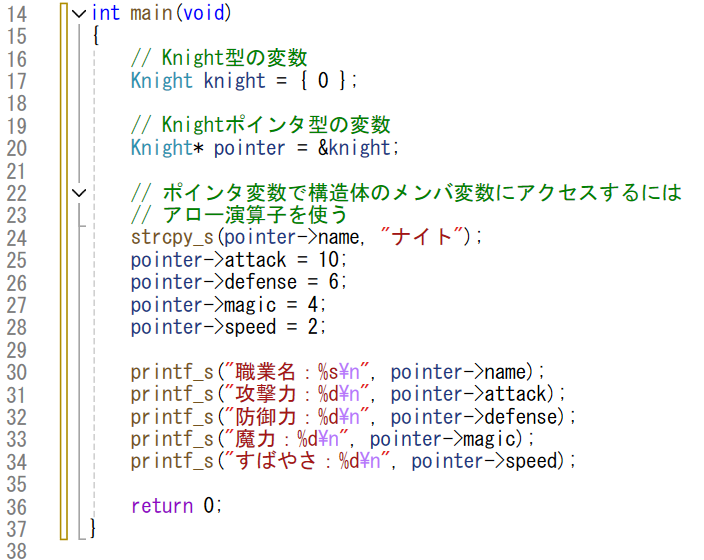 14 int main(void)
15 {
16 // Knight型の変数
17 Knight knight = { 0 };
18
19 // Knightポインタ型の変数
20 Knight* pointer = &knight;
21
22 // ポインタ変数で構造体のメンバ変数にアクセスするには
23 // アロー演算子を使う
24 strcpy_s(pointer->name, "ナイト");
25 pointer->attack = 10;
26 pointer->defense = 6;
27 pointer->magic = 4;
28 pointer->speed = 2;
29
30 printf_s("職業名：%s¥n", pointer->name);
31 printf_s("攻撃力：%d¥n", pointer->attack);
32 printf_s("防御力：%d¥n", pointer->defense);
33 printf_s("魔力：%d¥n", pointer->magic);
34 printf_s("すばやさ：%d¥n", pointer->speed);
35
36 return 0;
37 }
38